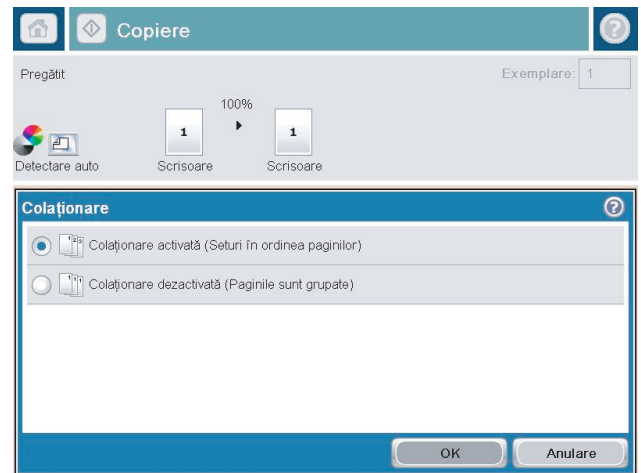 Copiere
Pregătit
Exemplare: 1
100%
1 1
Detectare auto Scrisoare Scrisoare
Colaționare
Colaționare activată (Seturi în ordinea paginilor)
Colaționare dezactivată (Paginile sunt grupate)
OK Anulare